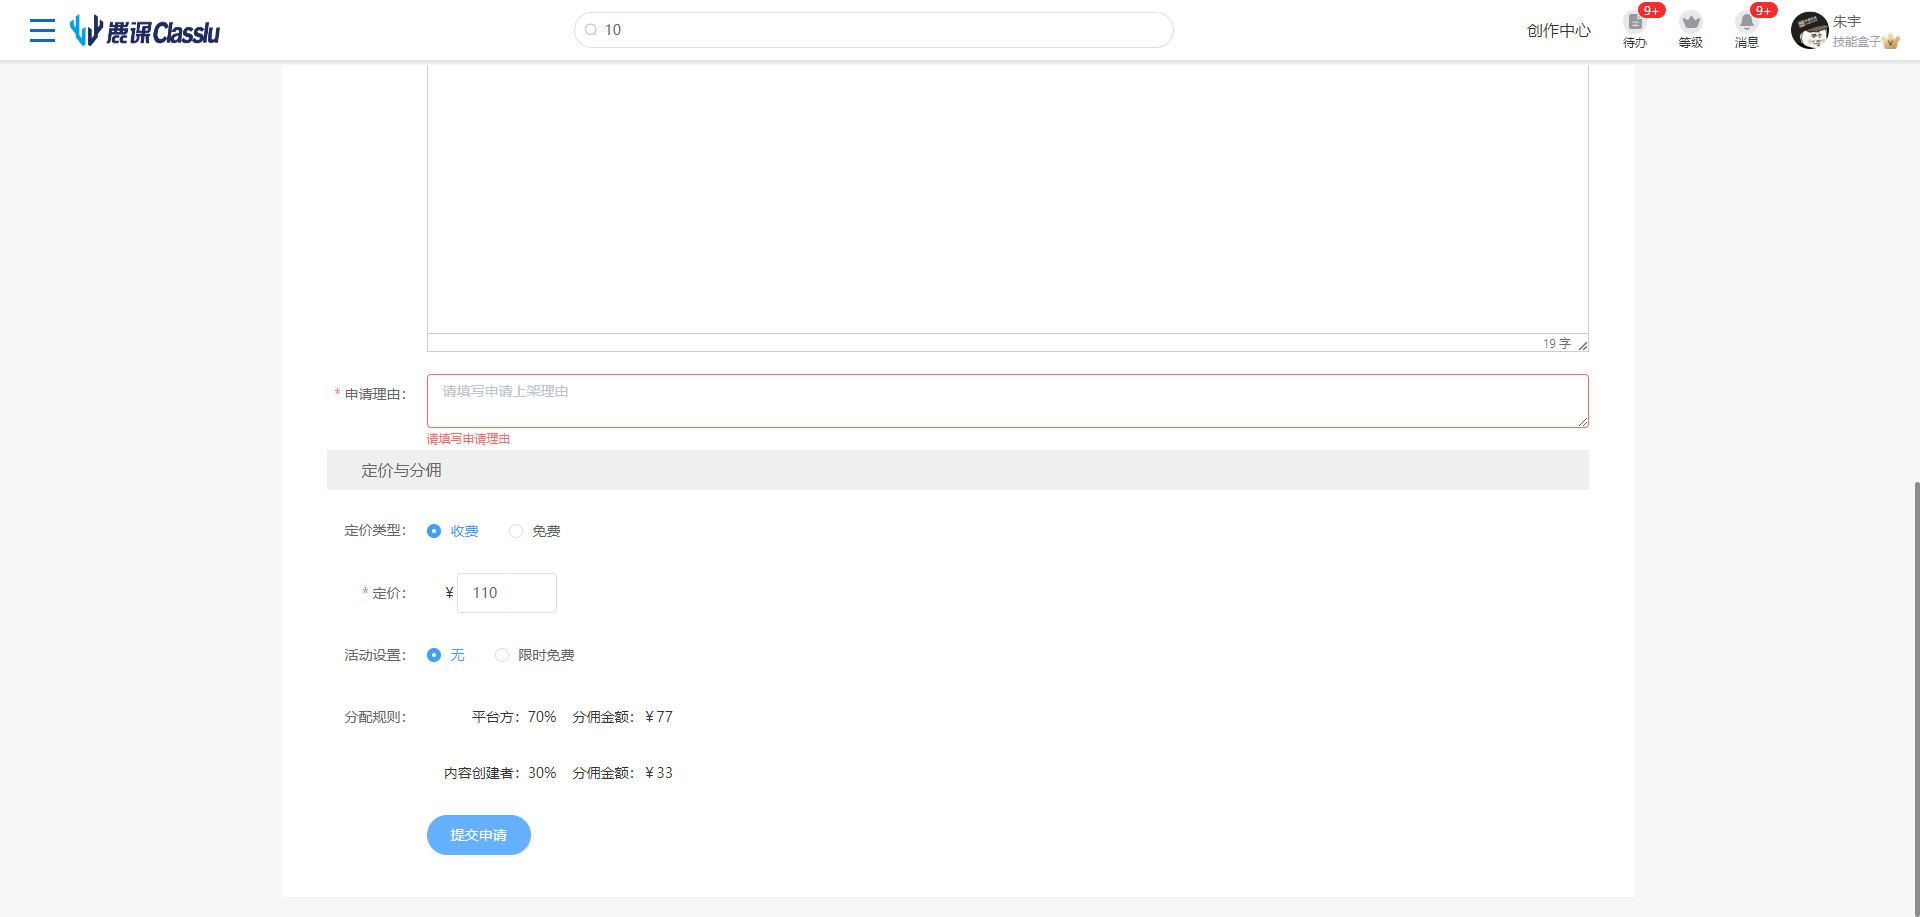 鹿课Classlu
10
创作中心
9+
待办
等级
9+
消息
朱宇
技能盒子
19 字
* 申请理由：
请填写申请上架理由
请填写申请理由
定价与分佣
定价类型： 收费 免费
* 定价： ¥ 110
活动设置： 无 限时免费
分配规则： 平台方：70% 分佣金额：¥77
内容创建者：30% 分佣金额：¥33
提交申请